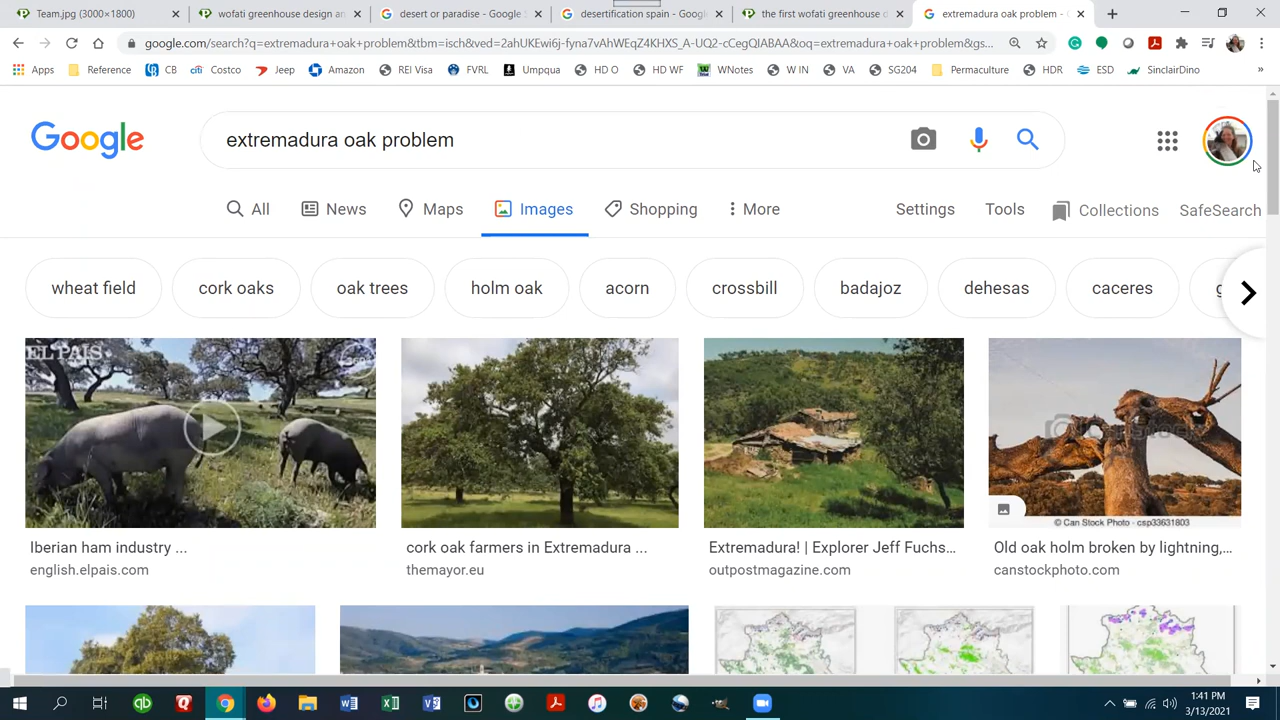 Team.jpg (3000×1800)
wofati greenhouse design an
desert or paradise - Google S
desertification spain - Google
the first wofati greenhouse d
extremadura oak problem - G
google.com/search?q=extremadura+oak+problem&tbm=isch&ved=2ahUKEwi6j-fyna7vAhWEqZ4KHXS_A-UQ2-cCegQIABAA&oq=extremadura+oak+problem&gs...
Apps
Reference
CB
Costco
Jeep
Amazon
REI Visa
FVRL
Umpqua
HD O
HD WF
WNotes
W IN
VA
SG204
Permaculture
HDR
ESD
SinclairDino
»
Google
extremadura oak problem
All
News
Maps
Images
Shopping
More
Settings
Tools
Collections
SafeSearch
wheat field
cork oaks
oak trees
holm oak
acorn
crossbill
badajoz
dehesas
caceres
EL PAIS
© Can Stock Photo - csp33631803
Iberian ham industry ...
cork oak farmers in Extremadura ...
Extremadura! | Explorer Jeff Fuchs...
Old oak holm broken by lightning,...
english.elpais.com
themayor.eu
outpostmagazine.com
canstockphoto.com
1:41 PM
3/13/2021